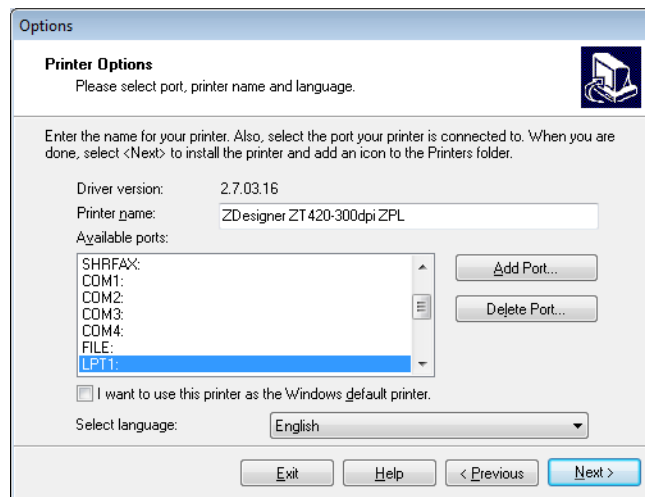 Options
Printer Options
Please select port, printer name and language.
Enter the name for your printer. Also, select the port your printer is connected to. When you are
done, select <Next> to install the printer and add an icon to the Printers folder.
Driver version: 2.7.03.16
Printer name: ZDesigner ZT420-300dpi ZPL
Available ports:
SHRFAX:
COM1:
COM2:
COM3:
COM4:
FILE:
LPT1:
Add Port...
Delete Port...
I want to use this printer as the Windows default printer.
Select language: English
Exit Help < Previous Next >